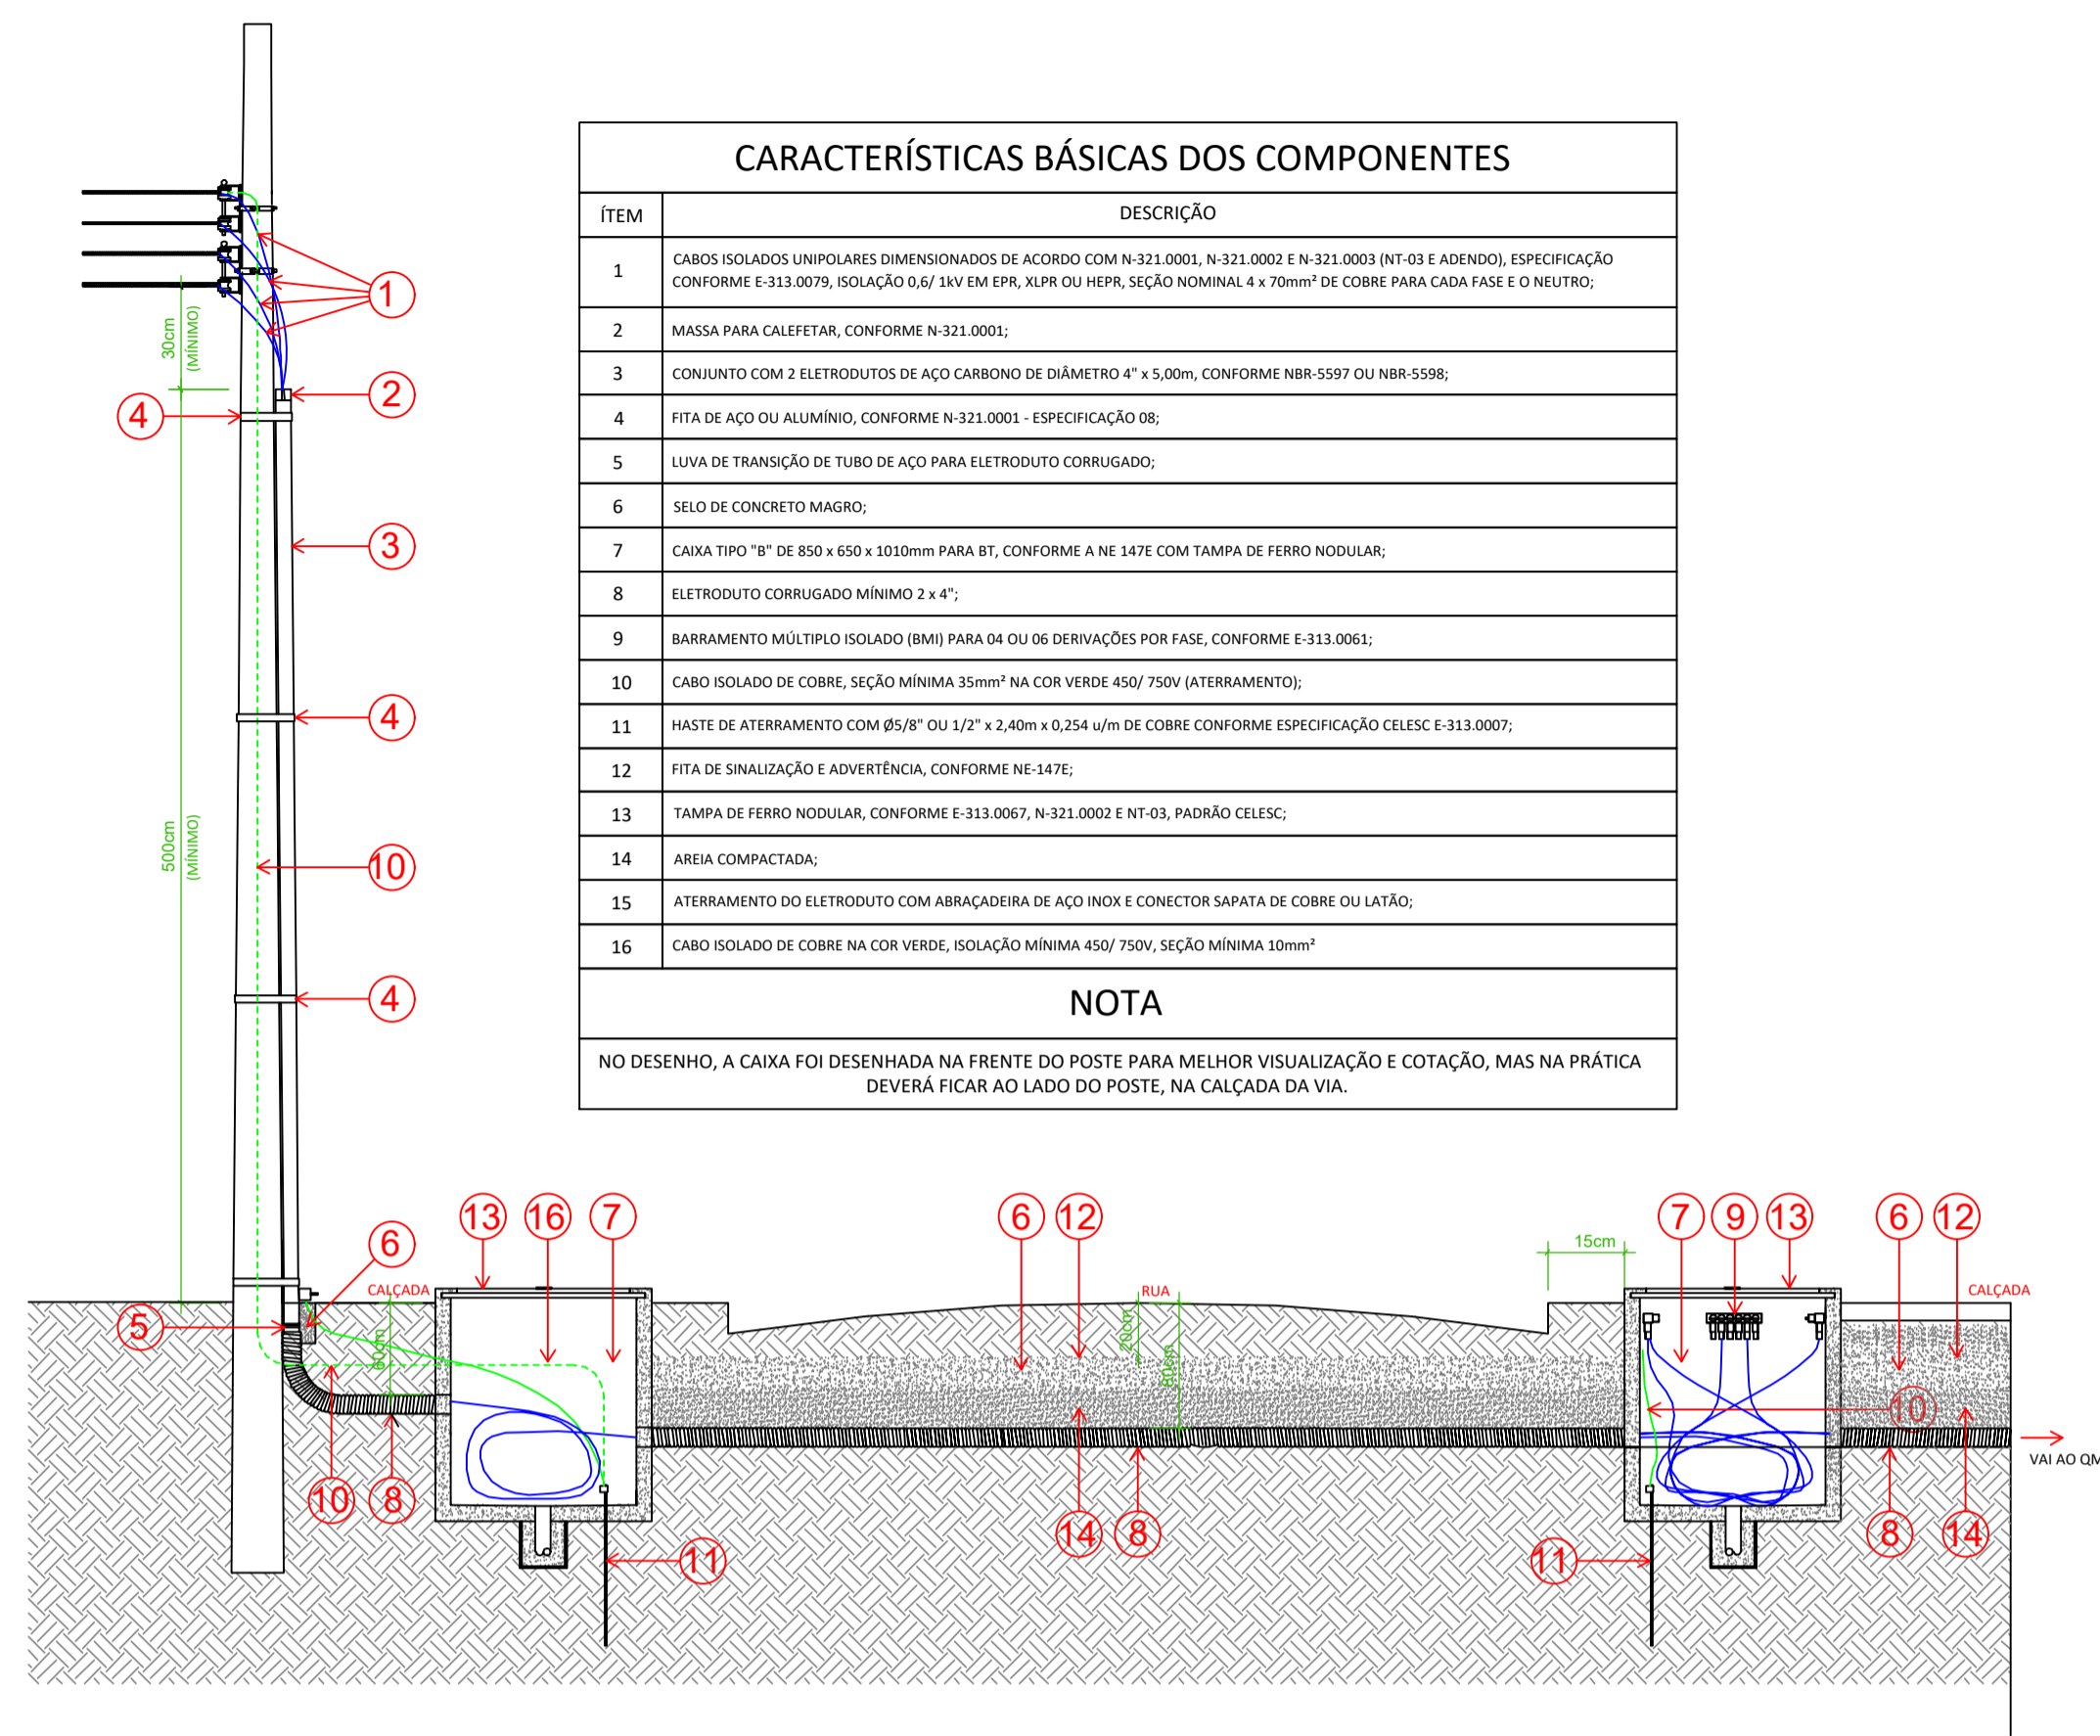 CARACTERÍSTICAS BÁSICAS DOS COMPONENTES
ÍTEM DESCRIÇÃO
1 CABOS ISOLADOS UNIPOLARES DIMENSIONADOS DE ACORDO COM N-321.0001, N-321.0002 E N-321.0003 (NT-03 E ADENDO), ESPECIFICAÇÃO
CONFORME E-313.0079, ISOLAÇÃO 0,6/ 1kV EM EPR, XLPR OU HEPR, SEÇÃO NOMINAL 4 x 70mm² DE COBRE PARA CADA FASE E O NEUTRO;
2 MASSA PARA CALEFETAR, CONFORME N-321.0001;
3 CONJUNTO COM 2 ELETRODUTOS DE AÇO CARBONO DE DIÂMETRO 4" x 5,00m, CONFORME NBR-5597 OU NBR-5598;
4 FITA DE AÇO OU ALUMÍNIO, CONFORME N-321.0001 - ESPECIFICAÇÃO 08;
5 LUVA DE TRANSIÇÃO DE TUBO DE AÇO PARA ELETRODUTO CORRUGADO;
6 SELO DE CONCRETO MAGRO;
7 CAIXA TIPO "B" DE 850 x 650 x 1010mm PARA BT, CONFORME A NE 147E COM TAMPA DE FERRO NODULAR;
8 ELETRODUTO CORRUGADO MÍNIMO 2 x 4";
9 BARRAMENTO MÚLTIPLO ISOLADO (BMI) PARA 04 OU 06 DERIVAÇÕES POR FASE, CONFORME E-313.0061;
10 CABO ISOLADO DE COBRE, SEÇÃO MÍNIMA 35mm² NA COR VERDE 450/ 750V (ATERRAMENTO);
11 HASTE DE ATERRAMENTO COM Ø5/8" OU 1/2" x 2,40m x 0,254 u/m DE COBRE CONFORME ESPECIFICAÇÃO CELESC E-313.0007;
12 FITA DE SINALIZAÇÃO E ADVERTÊNCIA, CONFORME NE-147E;
13 TAMPA DE FERRO NODULAR, CONFORME E-313.0067, N-321.0002 E NT-03, PADRÃO CELESC;
14 AREIA COMPACTADA;
15 ATERRAMENTO DO ELETRODUTO COM ABRAÇADEIRA DE AÇO INOX E CONECTOR SAPATA DE COBRE OU LATÃO;
16 CABO ISOLADO DE COBRE NA COR VERDE, ISOLAÇÃO MÍNIMA 450/ 750V, SEÇÃO MÍNIMA 10mm²
NOTA
NO DESENHO, A CAIXA FOI DESENHADA NA FRENTE DO POSTE PARA MELHOR VISUALIZAÇÃO E COTAÇÃO, MAS NA PRÁTICA
DEVERÁ FICAR AO LADO DO POSTE, NA CALÇADA DA VIA.
1
30cm
(MÍNIMO)
2
4
3
4
500cm
(MÍNIMO)
10
4
6
13 16 7 6 12 7 9 13 6 12
15cm
CALÇADA RUA CALÇADA
5
60cm
20cm
80cm
10
VAI AO QM
10 8 14 8 8 14
11 11